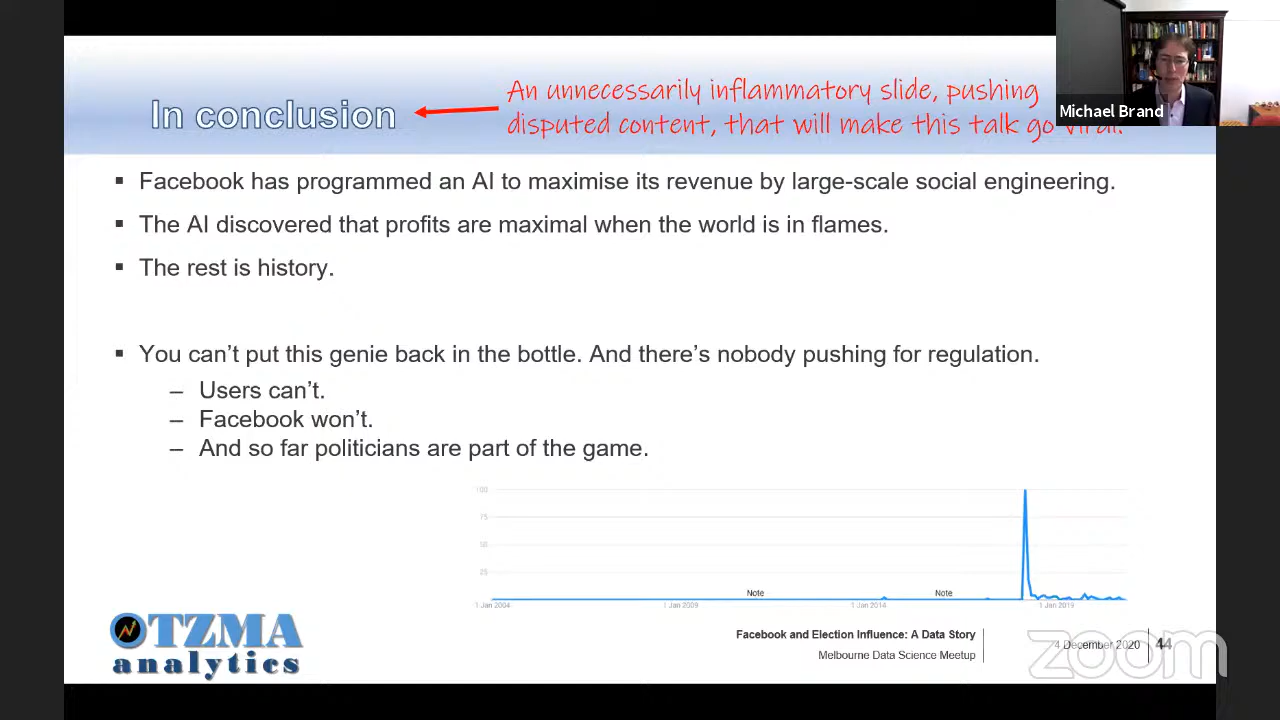 In conclusion
An unnecessarily inflammatory slide, pushing
disputed content, that will make this talk go viral.
Michael Brand
▪ Facebook has programmed an AI to maximise its revenue by large-scale social engineering.
▪ The AI discovered that profits are maximal when the world is in flames.
▪ The rest is history.
▪ You can't put this genie back in the bottle. And there's nobody pushing for regulation.
– Users can't.
– Facebook won't.
– And so far politicians are part of the game.
100
75
50
25
Note Note
1 Jan 2004 1 Jan 2009 1 Jan 2014 1 Jan 2019
OTZMA
analytics
Facebook and Election Influence: A Data Story
Melbourne Data Science Meetup
4 December 2020 44
zoom